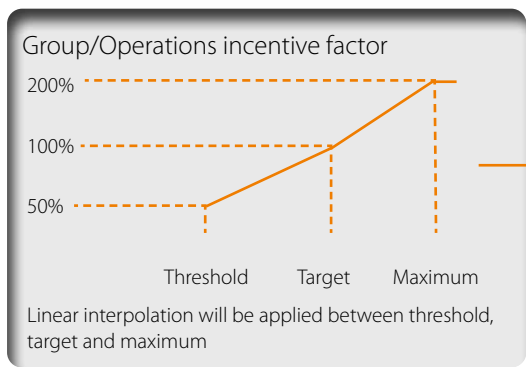 Group/Operations incentive factor
200%
100%
50%
Threshold Target Maximum
Linear interpolation will be applied between threshold,
target and maximum